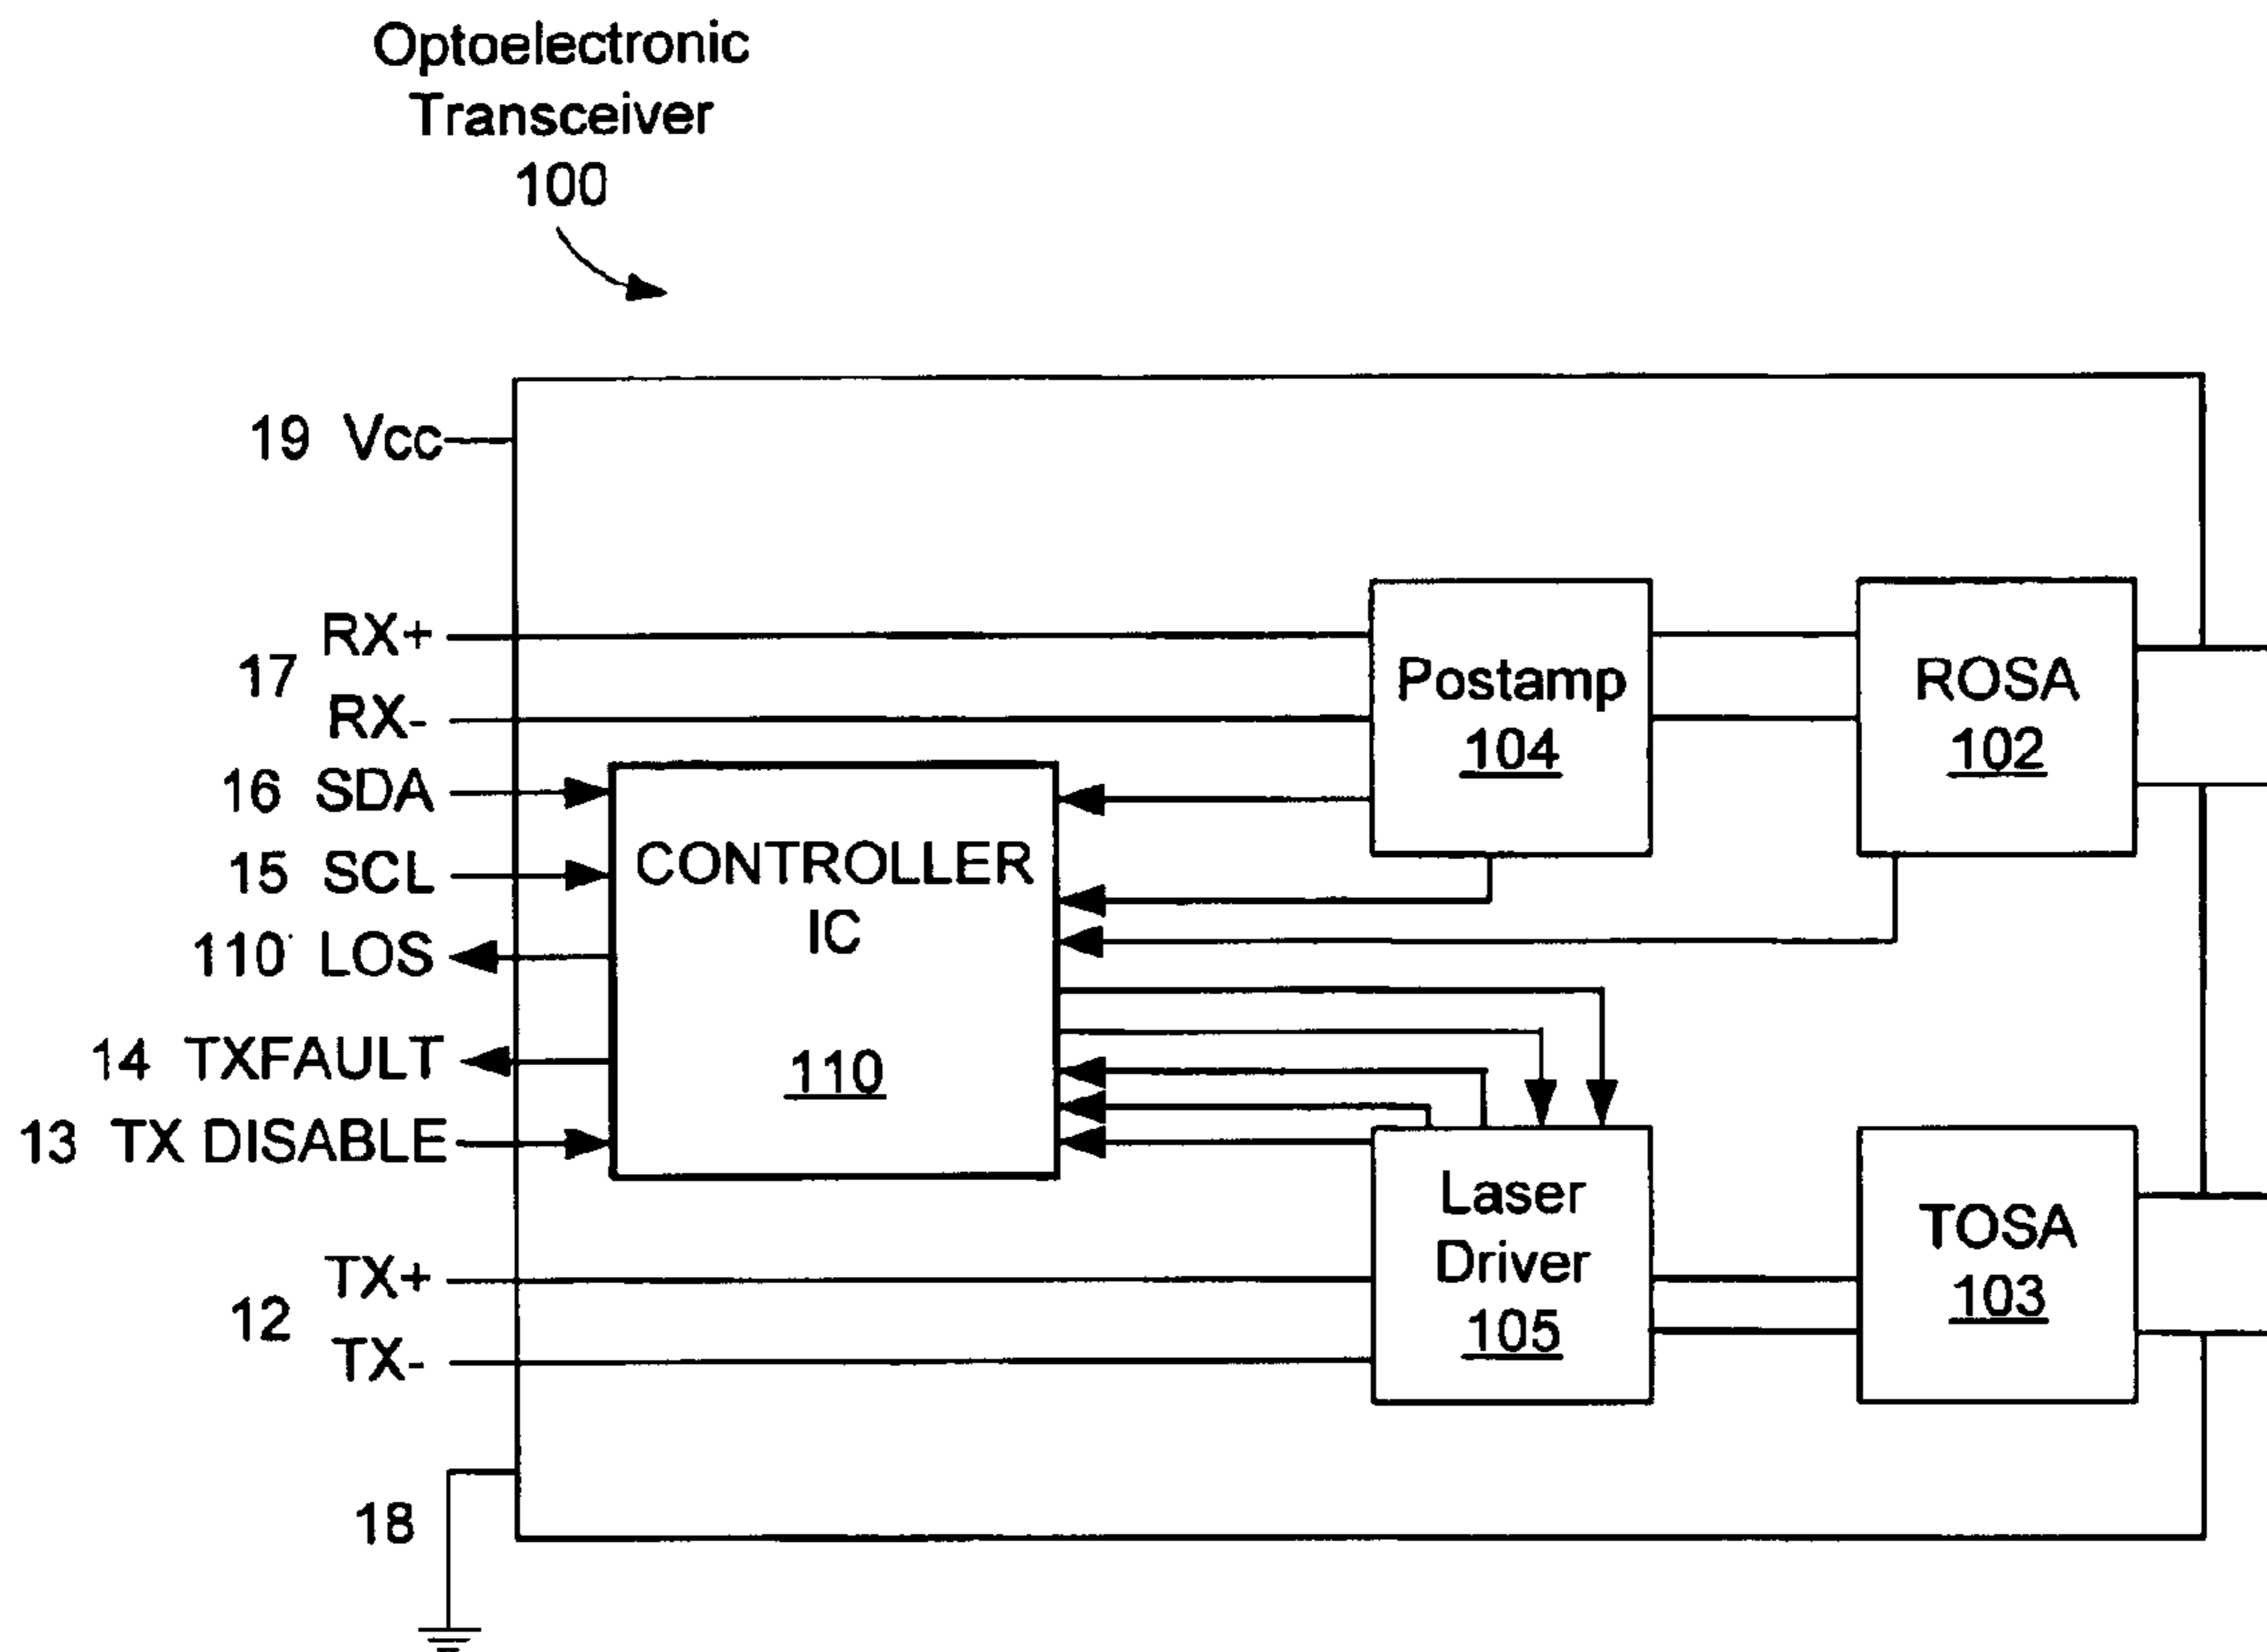 Optoelectronic
Transceiver
100
19 Vcc
RX+
17
RX-
16 SDA
15 SCL
110 LOS
14 TXFAULT
13 TX DISABLE
TX+
12
TX-
18
CONTROLLER
IC
110
Postamp
104
ROSA
102
Laser
Driver
105
TOSA
103